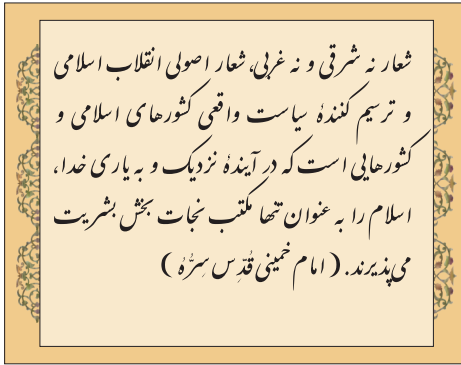 شعار نه شرقی و نه غربی، شعار اصولی انقلاب اسلامی
و ترسیم کنندهٔ سیاست واقعی کشورهای اسلامی و
کشورهایی است که در آیندهٔ نزدیک و به یاری خدا،
اسلام را به عنوان تنها مکتب نجات بخش بشریت
می‌پذیرند. ( امام خمینی قُدِّس سِرُّهُ )